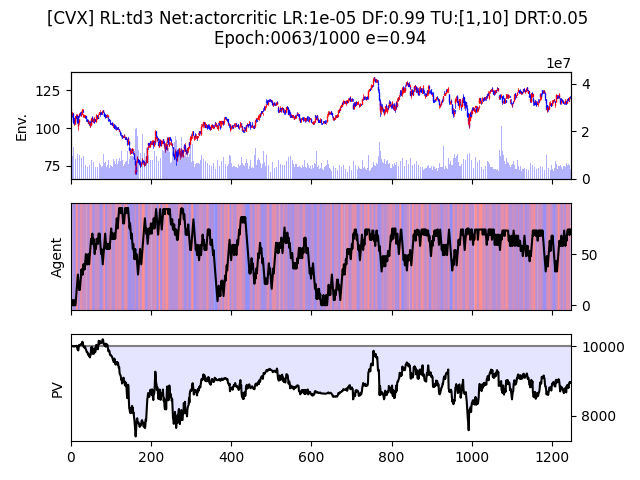 [CVX] RL:td3 Net:actorcritic LR:1e-05 DF:0.99 TU:[1,10] DRT:0.05
Epoch:0063/1000 e=0.94
1e7
125
100
75
Env.
4
2
0
Agent
50
0
PV
10000
8000
0 200 400 600 800 1000 1200